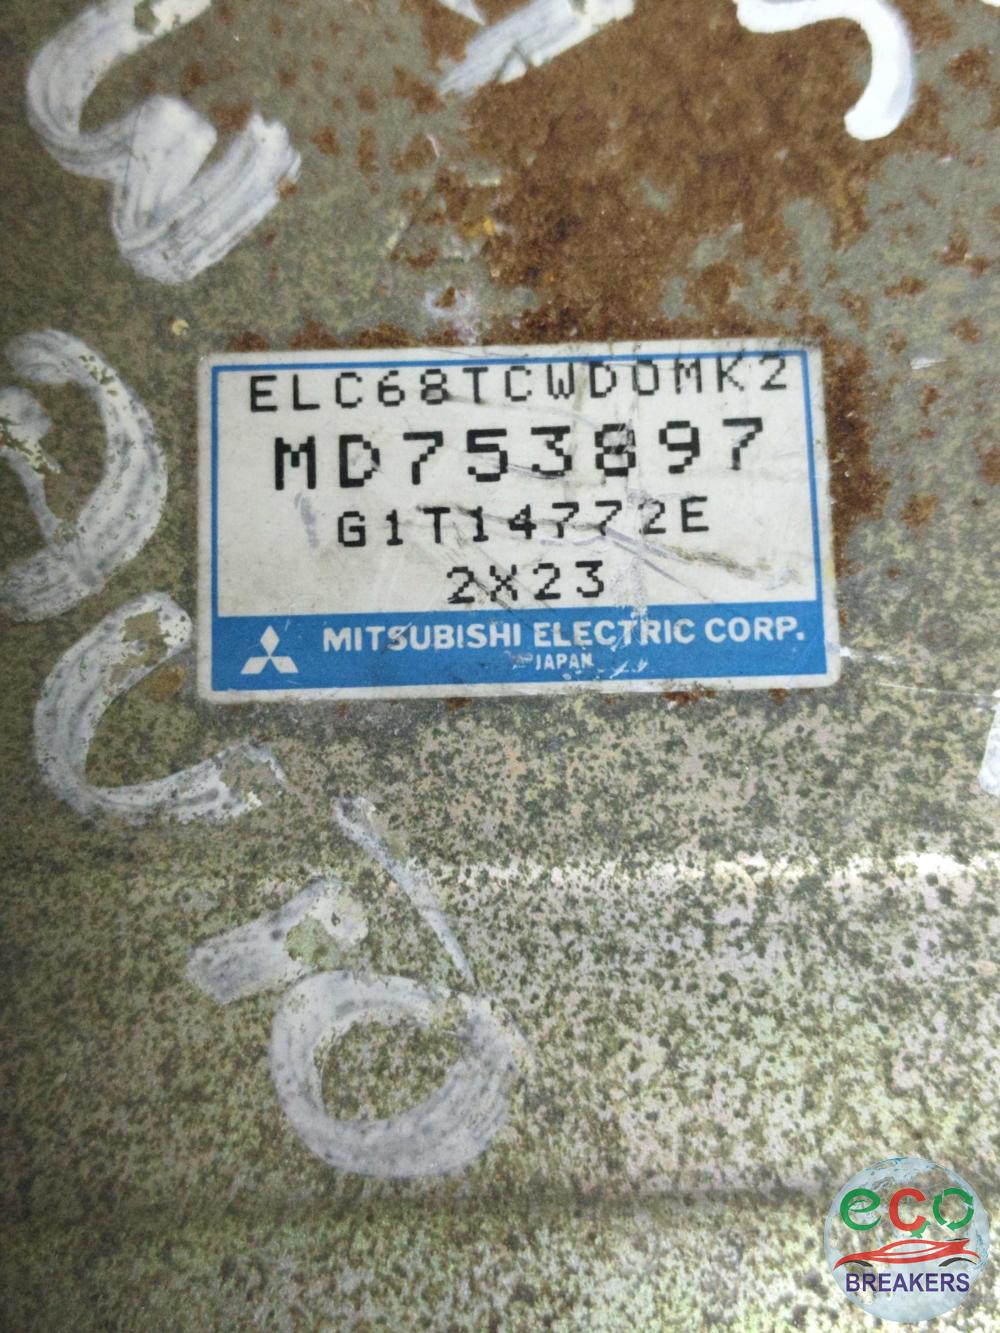 ELC68TCWDOMK2
MD753897
G1T14772E
2X23
MITSUBISHI ELECTRIC CORP.
JAPAN
eco
BREAKERS